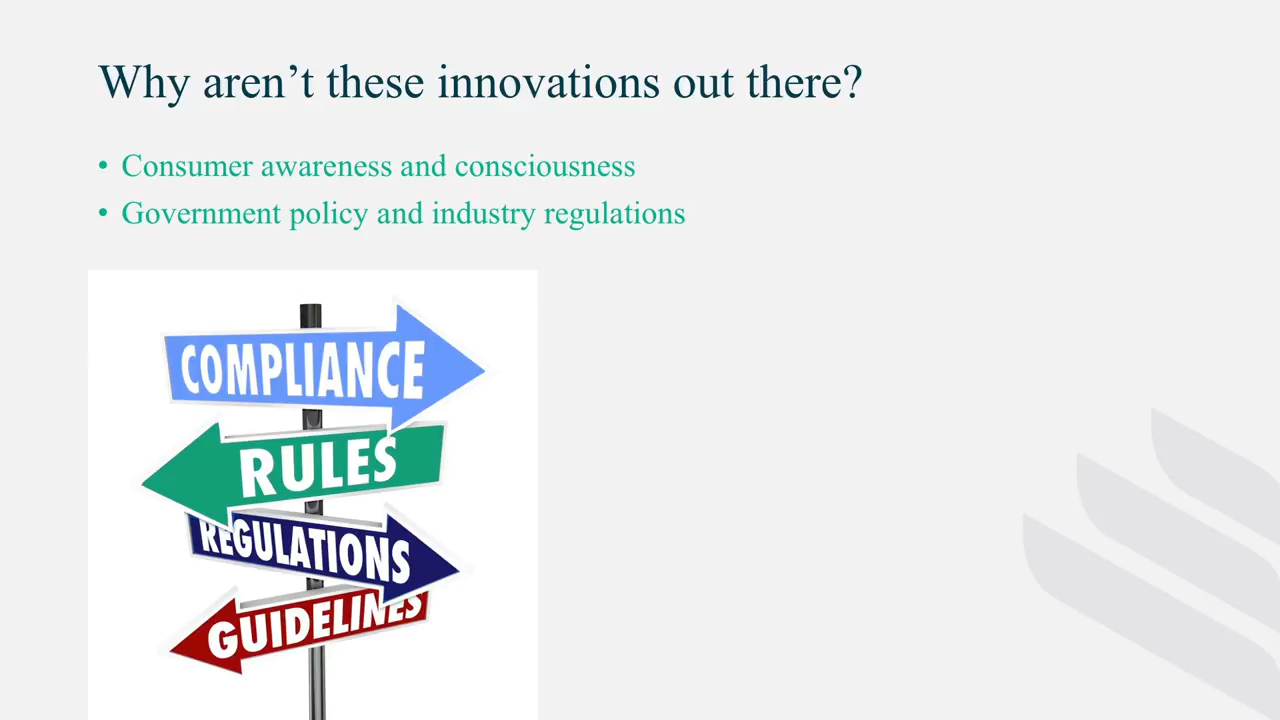 Why aren’t these innovations out there?
• Consumer awareness and consciousness
• Government policy and industry regulations
COMPLIANCE
RULES
REGULATIONS
GUIDELINES